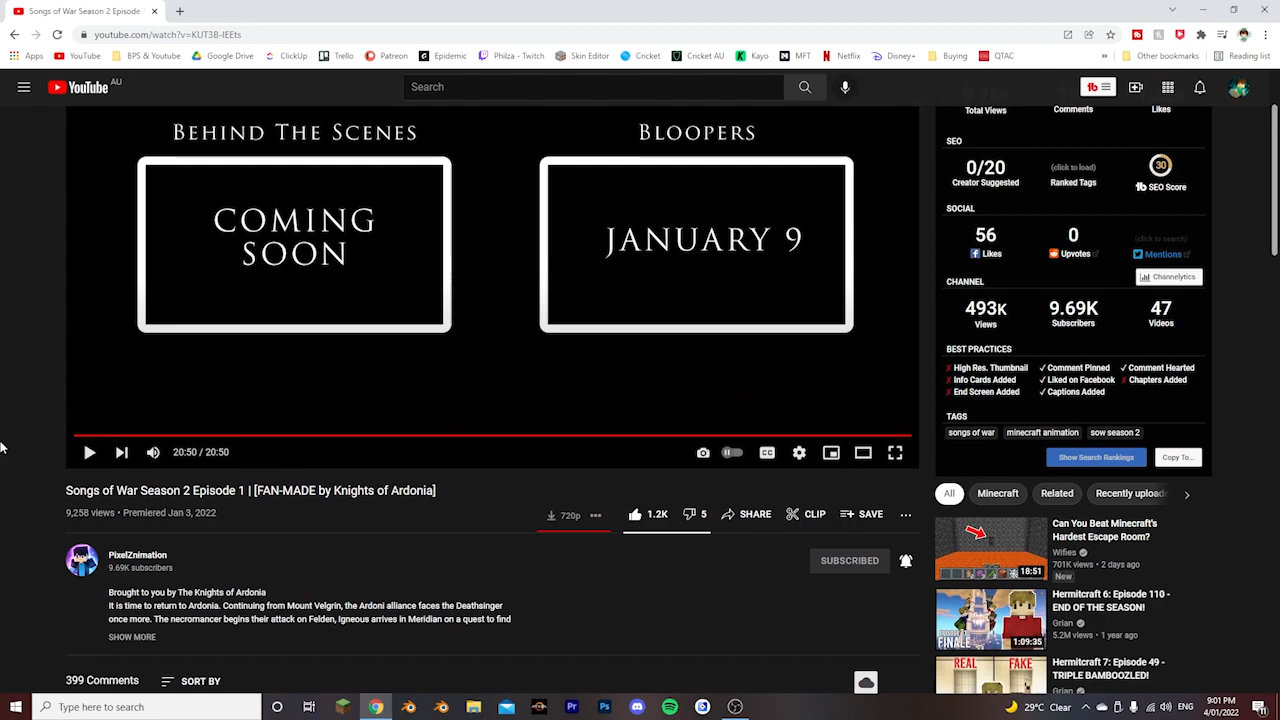 Songs of War Season 2 Episode
youtube.com/watch?v=KUT3B-IEEts
Apps YouTube BPS & Youtube Google Drive ClickUp Trello Patreon Epidemic Philza - Twitch Skin Editor Cricket Cricket AU Kayo MFT Netflix Disney+ Buying QTAC » Other bookmarks Reading list
YouTube AU Search
Total Views Comments Likes
BEHIND THE SCENES BLOOPERS
COMING SOON
JANUARY 9
SEO
0/20 (click to load) 30
Creator Suggested Ranked Tags tb SEO Score
SOCIAL
56 0 (click to search)
Likes Upvotes Mentions
CHANNEL Channelytics
493K 9.69K 47
Views Subscribers Videos
BEST PRACTICES
✗ High Res. Thumbnail ✓ Comment Pinned ✓ Comment Hearted
✗ Info Cards Added ✓ Liked on Facebook ✗ Chapters Added
✓ End Screen Added ✓ Captions Added
TAGS
songs of war minecraft animation sow season 2
Show Search Rankings Copy To...
20:50 / 20:50 CC
Songs of War Season 2 Episode 1 | [FAN-MADE by Knights of Ardonia]
9,258 views • Premiered Jan 3, 2022
720p 1.2K 5 SHARE CLIP SAVE
PixelZnimation
9.69K subscribers
SUBSCRIBED
Brought to you by The Knights of Ardonia
It is time to return to Ardonia. Continuing from Mount Velgrin, the Ardoni alliance faces the Deathsinger
once more. The necromancer begins their attack on Felden, Igneous arrives in Meridian on a quest to find
SHOW MORE
399 Comments SORT BY
All Minecraft Related Recently uploade
Can You Beat Minecraft's
Hardest Escape Room?
Wifies
701K views • 2 days ago
New
18:51
Hermitcraft 6: Episode 110 -
END OF THE SEASON!
Grian
5.2M views • 1 year ago
FINALE
1:09:35
Hermitcraft 7: Episode 49 -
TRIPLE BAMBOOZLED!
Grian
REAL FAKE
Type here to search
29°C Clear ENG 9:01 PM
4/01/2022